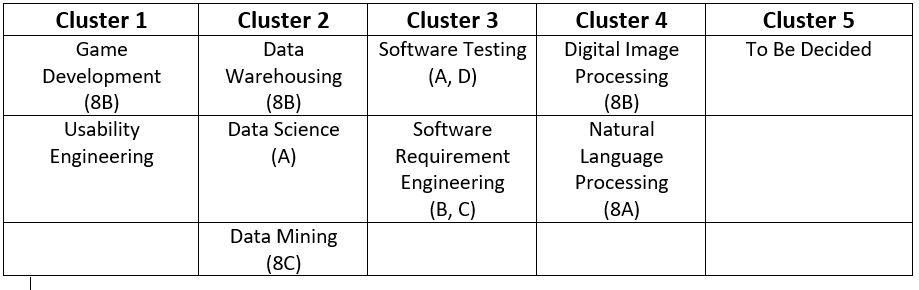 Cluster 1 Cluster 2 Cluster 3 Cluster 4 Cluster 5
Game
Development
(8B)
Data
Warehousing
(8B)
Software Testing
(A, D)
Digital Image
Processing
(8B)
To Be Decided
Usability
Engineering
Data Science
(A)
Software
Requirement
Engineering
(B, C)
Natural
Language
Processing
(8A)
Data Mining
(8C)